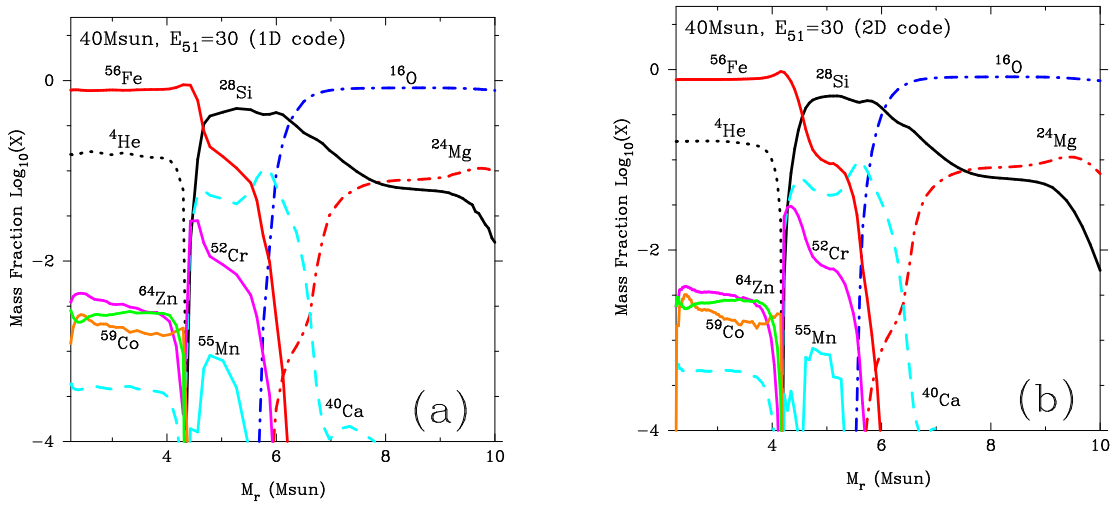 40Msun, E51=30 (1D code)
56Fe
28Si
16O
4He
24Mg
52Cr
64Zn
59Co
55Mn
40Ca
(a)
0
−2
−4
4
6
8
10
Mass Fraction Log10(X)
Mr (Msun)
40Msun, E51=30 (2D code)
56Fe
28Si
16O
4He
24Mg
52Cr
64Zn
59Co
55Mn
40Ca
(b)
0
−2
−4
4
6
8
10
Mass Fraction Log10(X)
Mr (Msun)